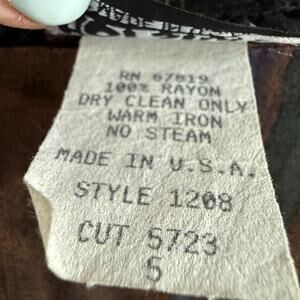 RN 67819
100% RAYON
DRY CLEAN ONLY
WARM IRON
NO STEAM
MADE IN U.S.A.
STYLE 1208
CUT 5723
5